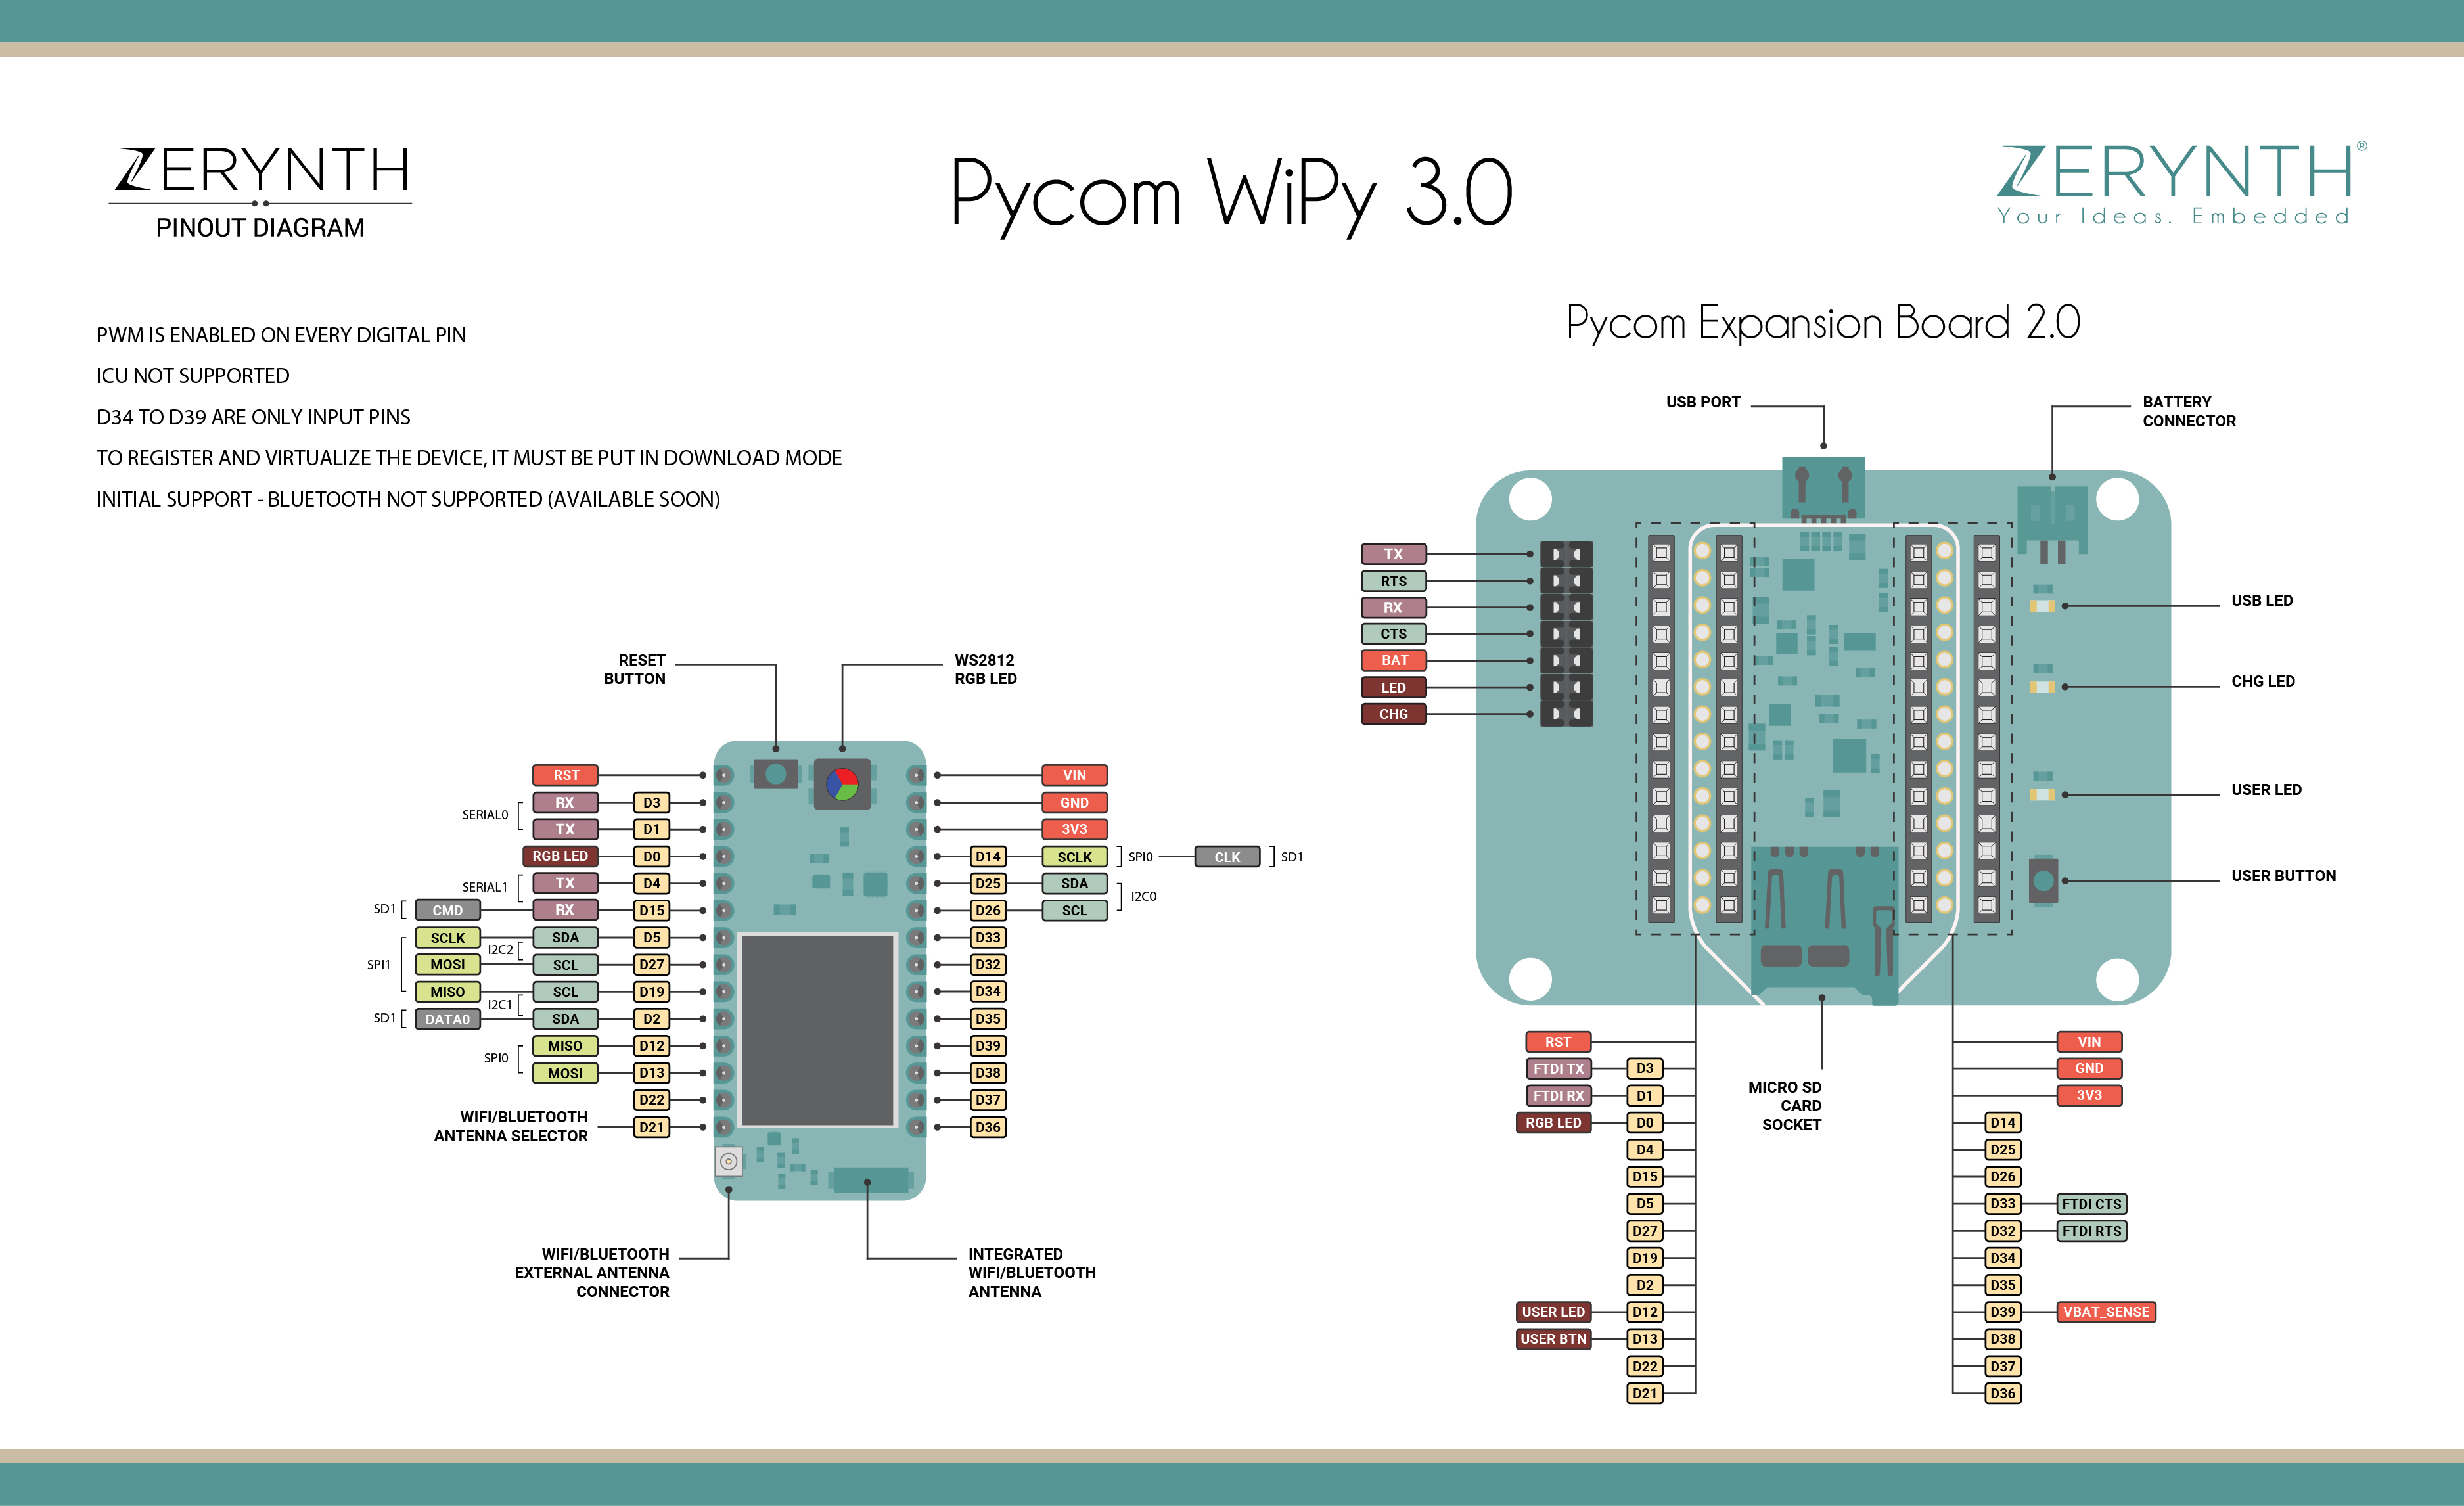 ZERYNTH
PINOUT DIAGRAM
Pycom WiPy 3.0
ZERYNTH®
Your Ideas. Embedded
PWM IS ENABLED ON EVERY DIGITAL PIN
ICU NOT SUPPORTED
D34 TO D39 ARE ONLY INPUT PINS
TO REGISTER AND VIRTUALIZE THE DEVICE, IT MUST BE PUT IN DOWNLOAD MODE
INITIAL SUPPORT - BLUETOOTH NOT SUPPORTED (AVAILABLE SOON)
RESET
BUTTON
WS2812
RGB LED
RST
SERIAL0
RX D3
TX D1
RGB LED D0
SERIAL1
TX D4
SD1 CMD RX D15
SPI1
SCLK SDA D5
I2C2
MOSI SCL D27
MISO SCL D19
I2C1
SD1 DATA0 SDA D2
SPI0
MISO D12
MOSI D13
D22
WIFI/BLUETOOTH
ANTENNA SELECTOR
D21
VIN
GND
3V3
D14 SCLK SPI0 CLK SD1
D25 SDA
I2C0
D26 SCL
D33
D32
D34
D35
D39
D38
D37
D36
WIFI/BLUETOOTH
EXTERNAL ANTENNA
CONNECTOR
INTEGRATED
WIFI/BLUETOOTH
ANTENNA
Pycom Expansion Board 2.0
USB PORT
BATTERY
CONNECTOR
TX
RTS
RX
CTS
BAT
LED
CHG
USB LED
CHG LED
USER LED
USER BUTTON
MICRO SD
CARD
SOCKET
RST
FTDI TX D3
FTDI RX D1
RGB LED D0
D4
D15
D5
D27
D19
D2
USER LED D12
USER BTN D13
D22
D21
VIN
GND
3V3
D14
D25
D26
D33 FTDI CTS
D32 FTDI RTS
D34
D35
D39 VBAT_SENSE
D38
D37
D36